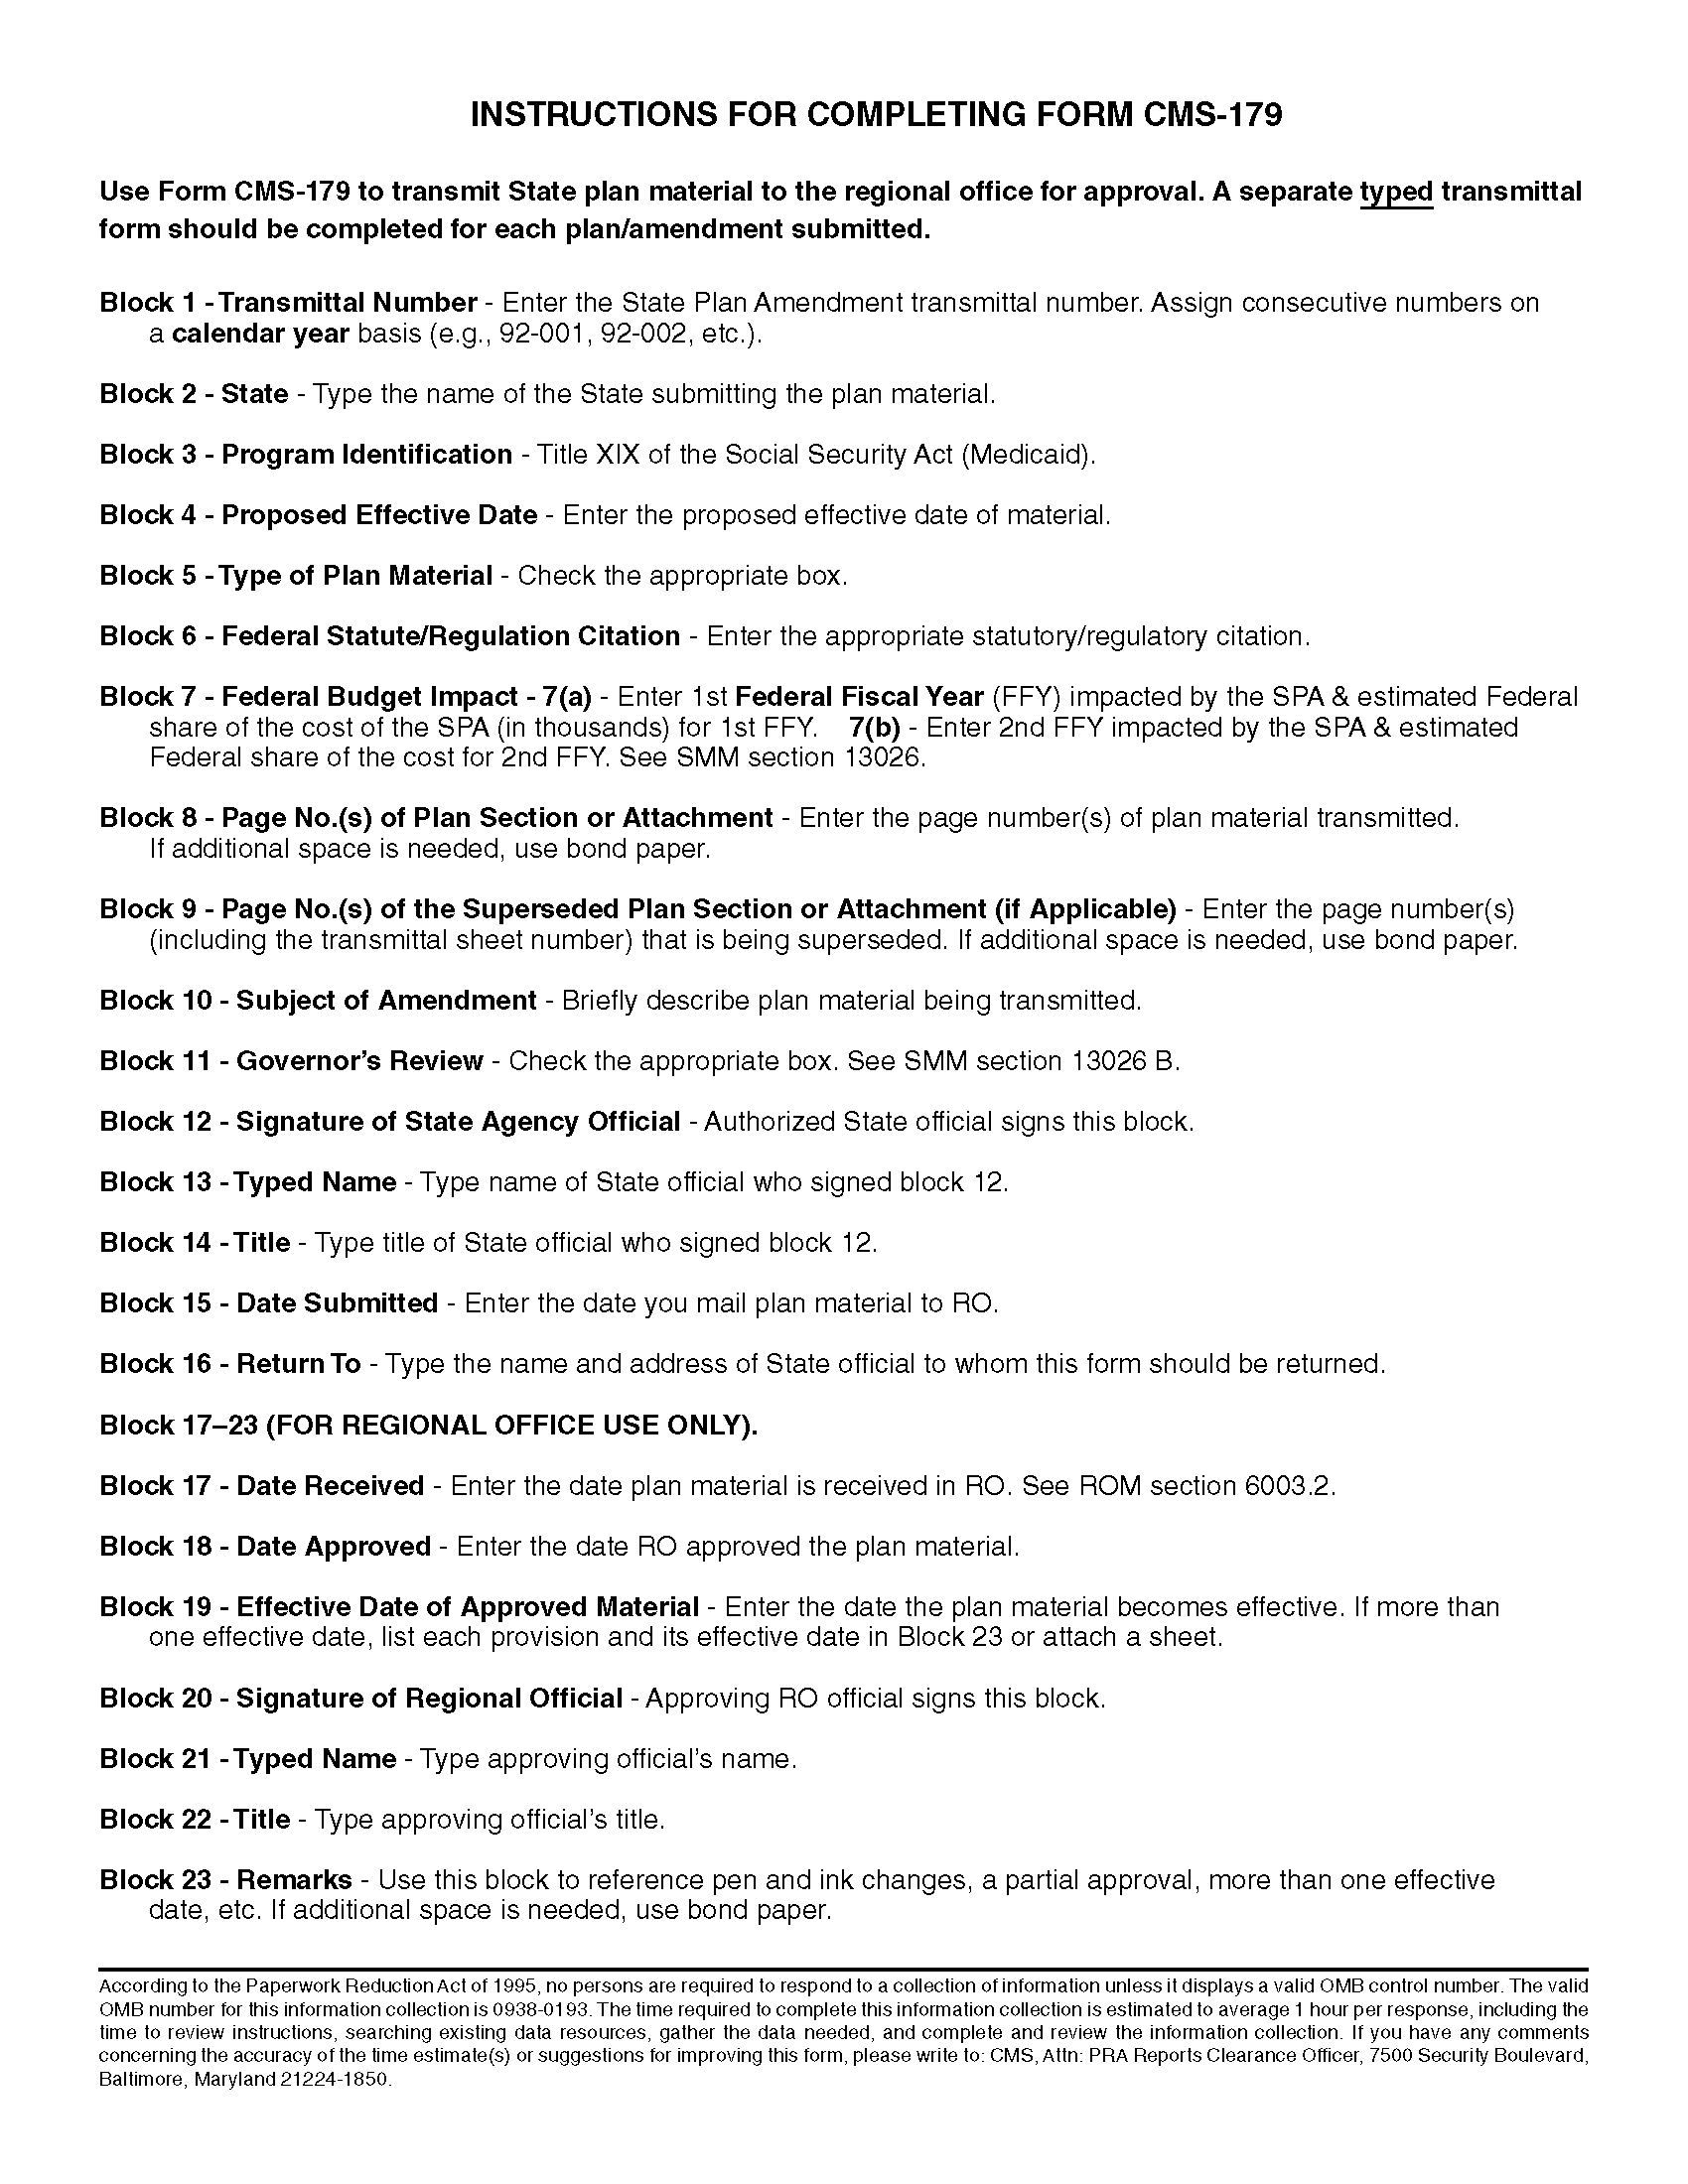 INSTRUCTIONS FOR COMPLETING FORM CMS-179
Use Form CMS-179 to transmit State plan material to the regional office for approval. A separate typed transmittal
form should be completed for each plan/amendment submitted.
Block 1 - Transmittal Number - Enter the State Plan Amendment transmittal number. Assign consecutive numbers on
a calendar year basis (e.g., 92-001, 92-002, etc.).
Block 2 - State - Type the name of the State submitting the plan material.
Block 3 - Program Identification - Title XIX of the Social Security Act (Medicaid).
Block 4 - Proposed Effective Date - Enter the proposed effective date of material.
Block 5 - Type of Plan Material - Check the appropriate box.
Block 6 - Federal Statute/Regulation Citation - Enter the appropriate statutory/regulatory citation.
Block 7 - Federal Budget Impact - 7(a) - Enter 1st Federal Fiscal Year (FFY) impacted by the SPA & estimated Federal
share of the cost of the SPA (in thousands) for 1st FFY. 7(b) - Enter 2nd FFY impacted by the SPA & estimated
Federal share of the cost for 2nd FFY. See SMM section 13026.
Block 8 - Page No.(s) of Plan Section or Attachment - Enter the page number(s) of plan material transmitted.
If additional space is needed, use bond paper.
Block 9 - Page No.(s) of the Superseded Plan Section or Attachment (if Applicable) - Enter the page number(s)
(including the transmittal sheet number) that is being superseded. If additional space is needed, use bond paper.
Block 10 - Subject of Amendment - Briefly describe plan material being transmitted.
Block 11 - Governor's Review - Check the appropriate box. See SMM section 13026 B.
Block 12 - Signature of State Agency Official - Authorized State official signs this block.
Block 13 - Typed Name - Type name of State official who signed block 12.
Block 14 - Title - Type title of State official who signed block 12.
Block 15 - Date Submitted - Enter the date you mail plan material to RO.
Block 16 - Return To - Type the name and address of State official to whom this form should be returned.
Block 17–23 (FOR REGIONAL OFFICE USE ONLY).
Block 17 - Date Received - Enter the date plan material is received in RO. See ROM section 6003.2.
Block 18 - Date Approved - Enter the date RO approved the plan material.
Block 19 - Effective Date of Approved Material - Enter the date the plan material becomes effective. If more than
one effective date, list each provision and its effective date in Block 23 or attach a sheet.
Block 20 - Signature of Regional Official - Approving RO official signs this block.
Block 21 - Typed Name - Type approving official's name.
Block 22 - Title - Type approving official's title.
Block 23 - Remarks - Use this block to reference pen and ink changes, a partial approval, more than one effective
date, etc. If additional space is needed, use bond paper.
According to the Paperwork Reduction Act of 1995, no persons are required to respond to a collection of information unless it displays a valid OMB control number. The valid
OMB number for this information collection is 0938-0193. The time required to complete this information collection is estimated to average 1 hour per response, including the
time to review instructions, searching existing data resources, gather the data needed, and complete and review the information collection. If you have any comments
concerning the accuracy of the time estimate(s) or suggestions for improving this form, please write to: CMS, Attn: PRA Reports Clearance Officer, 7500 Security Boulevard,
Baltimore, Maryland 21224-1850.